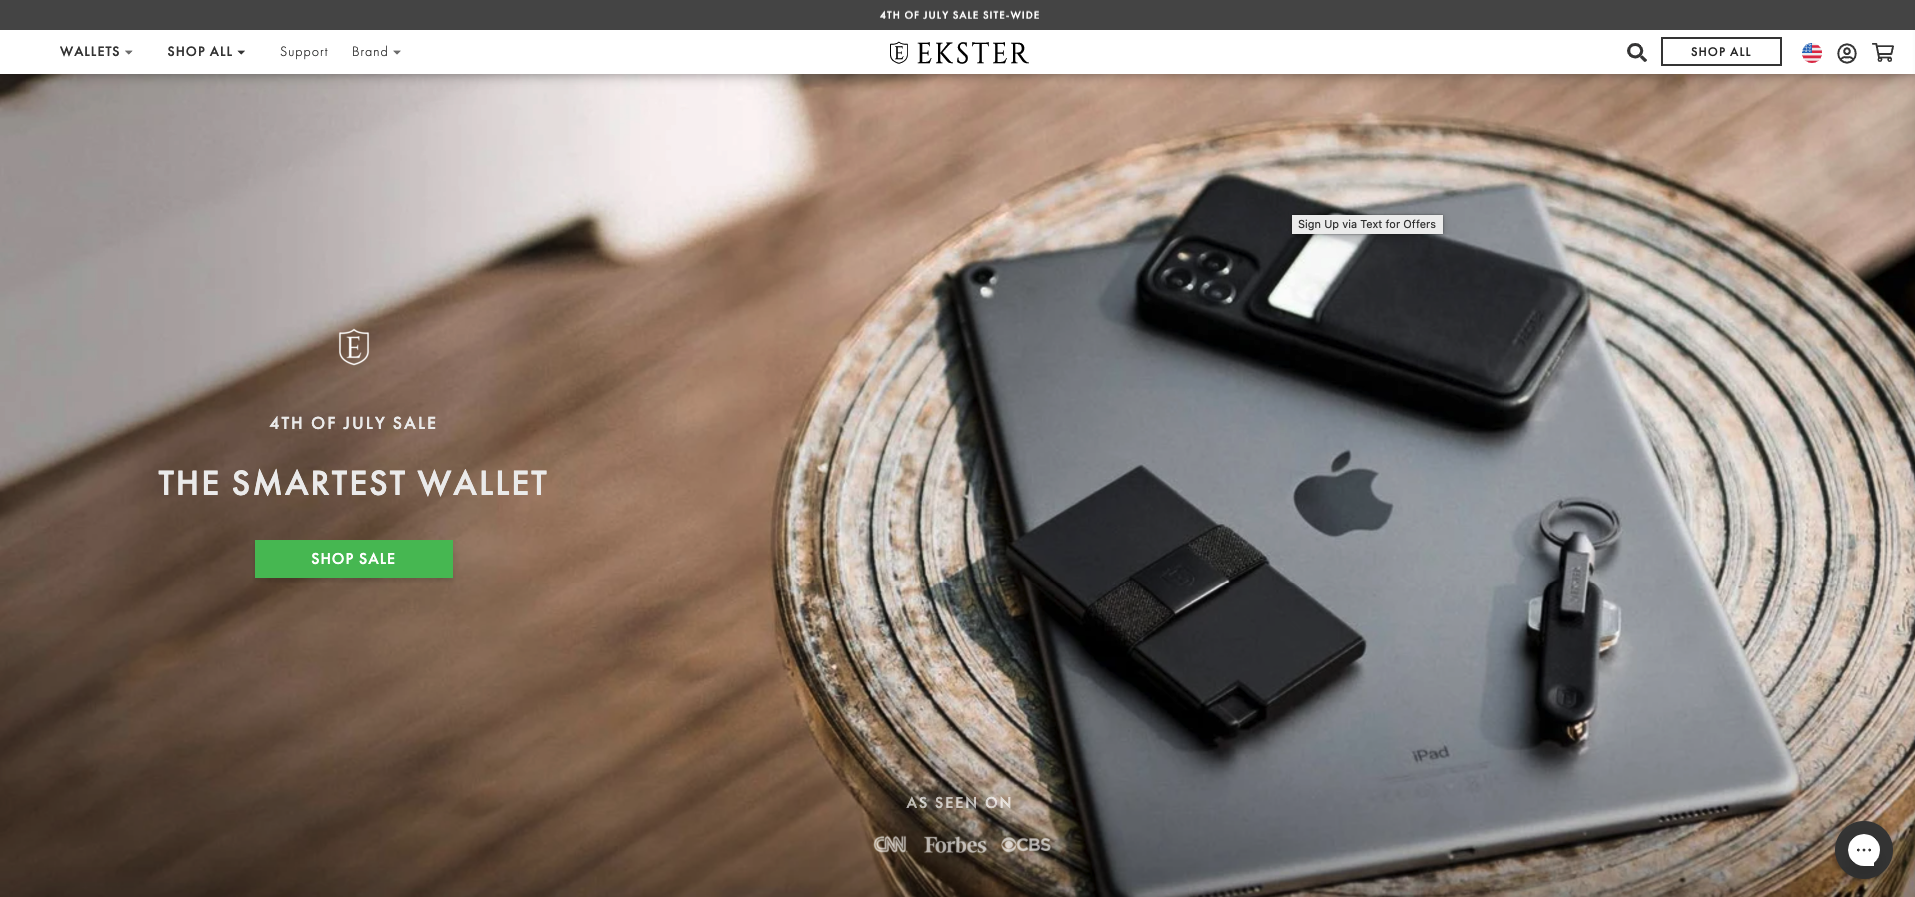 4TH OF JULY SALE SITE-WIDE
WALLETS
SHOP ALL
Support
Brand
E EKSTER
SHOP ALL
Sign Up via Text for Offers
E
4TH OF JULY SALE
THE SMARTEST WALLET
SHOP SALE
iPad
AS SEEN ON
CNN Forbes CBS